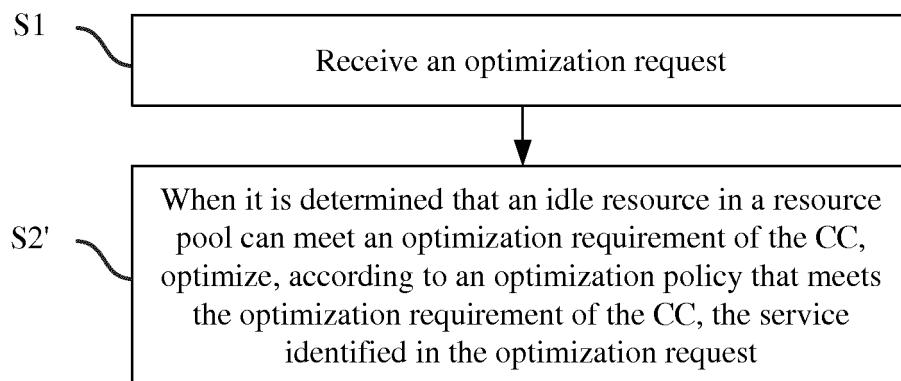 S1
Receive an optimization request
S2'
When it is determined that an idle resource in a resource
pool can meet an optimization requirement of the CC,
optimize, according to an optimization policy that meets
the optimization requirement of the CC, the service
identified in the optimization request